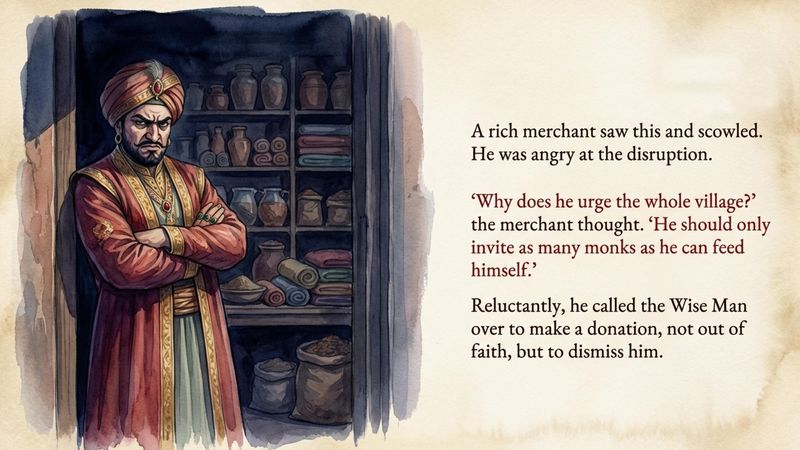 A rich merchant saw this and scowled.
He was angry at the disruption.
‘Why does he urge the whole village?’
the merchant thought. ‘He should only
invite as many monks as he can feed
himself.’
Reluctantly, he called the Wise Man
over to make a donation, not out of
faith, but to dismiss him.